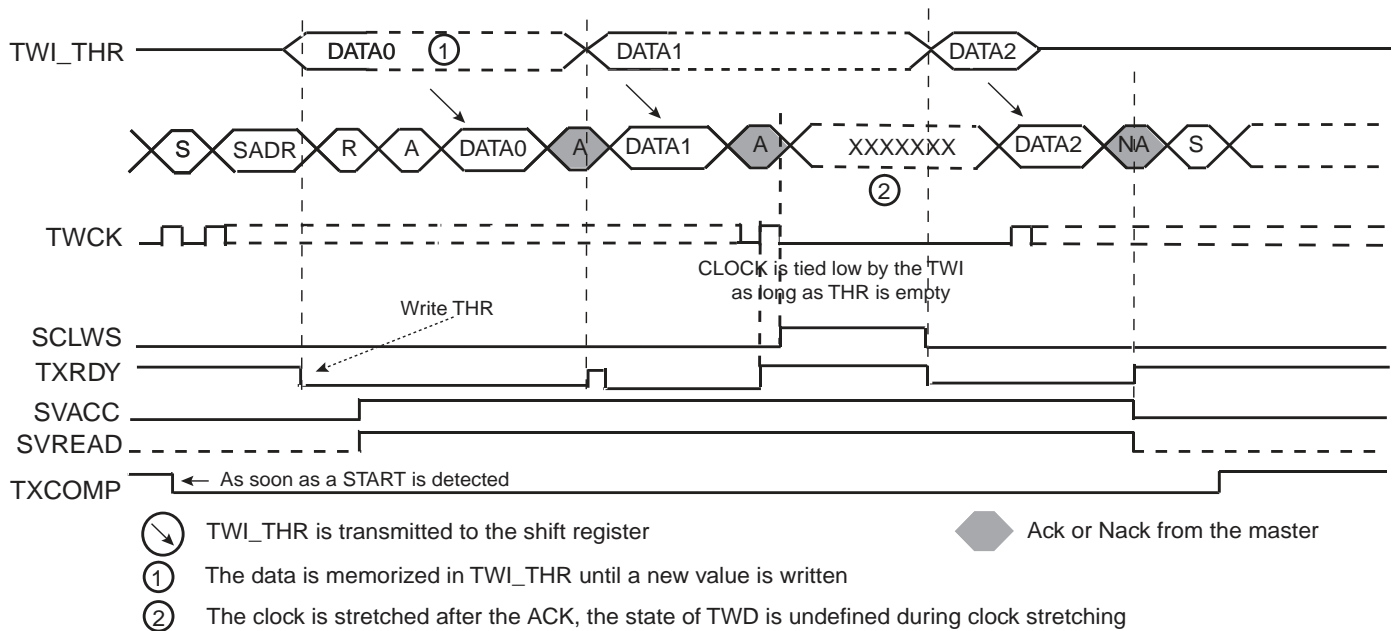 TWI_THR DATA0 1 DATA1 DATA2
S SADR R A DATA0 A DATA1 A XXXXXXX DATA2 NA S
2
TWCK
CLOCK is tied low by the TWI
as long as THR is empty
Write THR
SCLWS
TXRDY
SVACC
SVREAD
TXCOMP As soon as a START is detected
TWI_THR is transmitted to the shift register Ack or Nack from the master
1 The data is memorized in TWI_THR until a new value is written
2 The clock is stretched after the ACK, the state of TWD is undefined during clock stretching